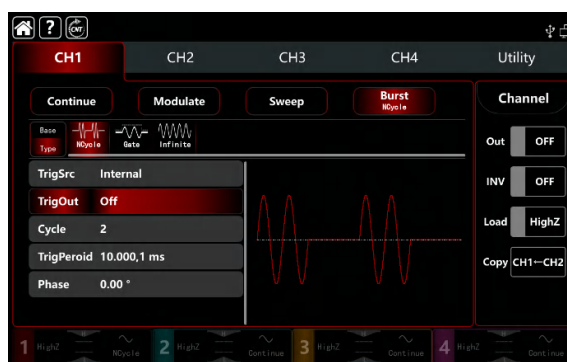 ? CNT
CH1 CH2 CH3 CH4 Utility
Continue Modulate Sweep Burst NCycle Channel
Base Type NCycle Gate Infinite
Out OFF
TrigSrc Internal
TrigOut Off
INV OFF
Cycle 2
Load HighZ
TrigPeroid 10.000,1 ms
Copy CH1←CH2
Phase 0.00 °
1 HighZ NCycle 2 HighZ Continue 3 HighZ Continue 4 HighZ Continue